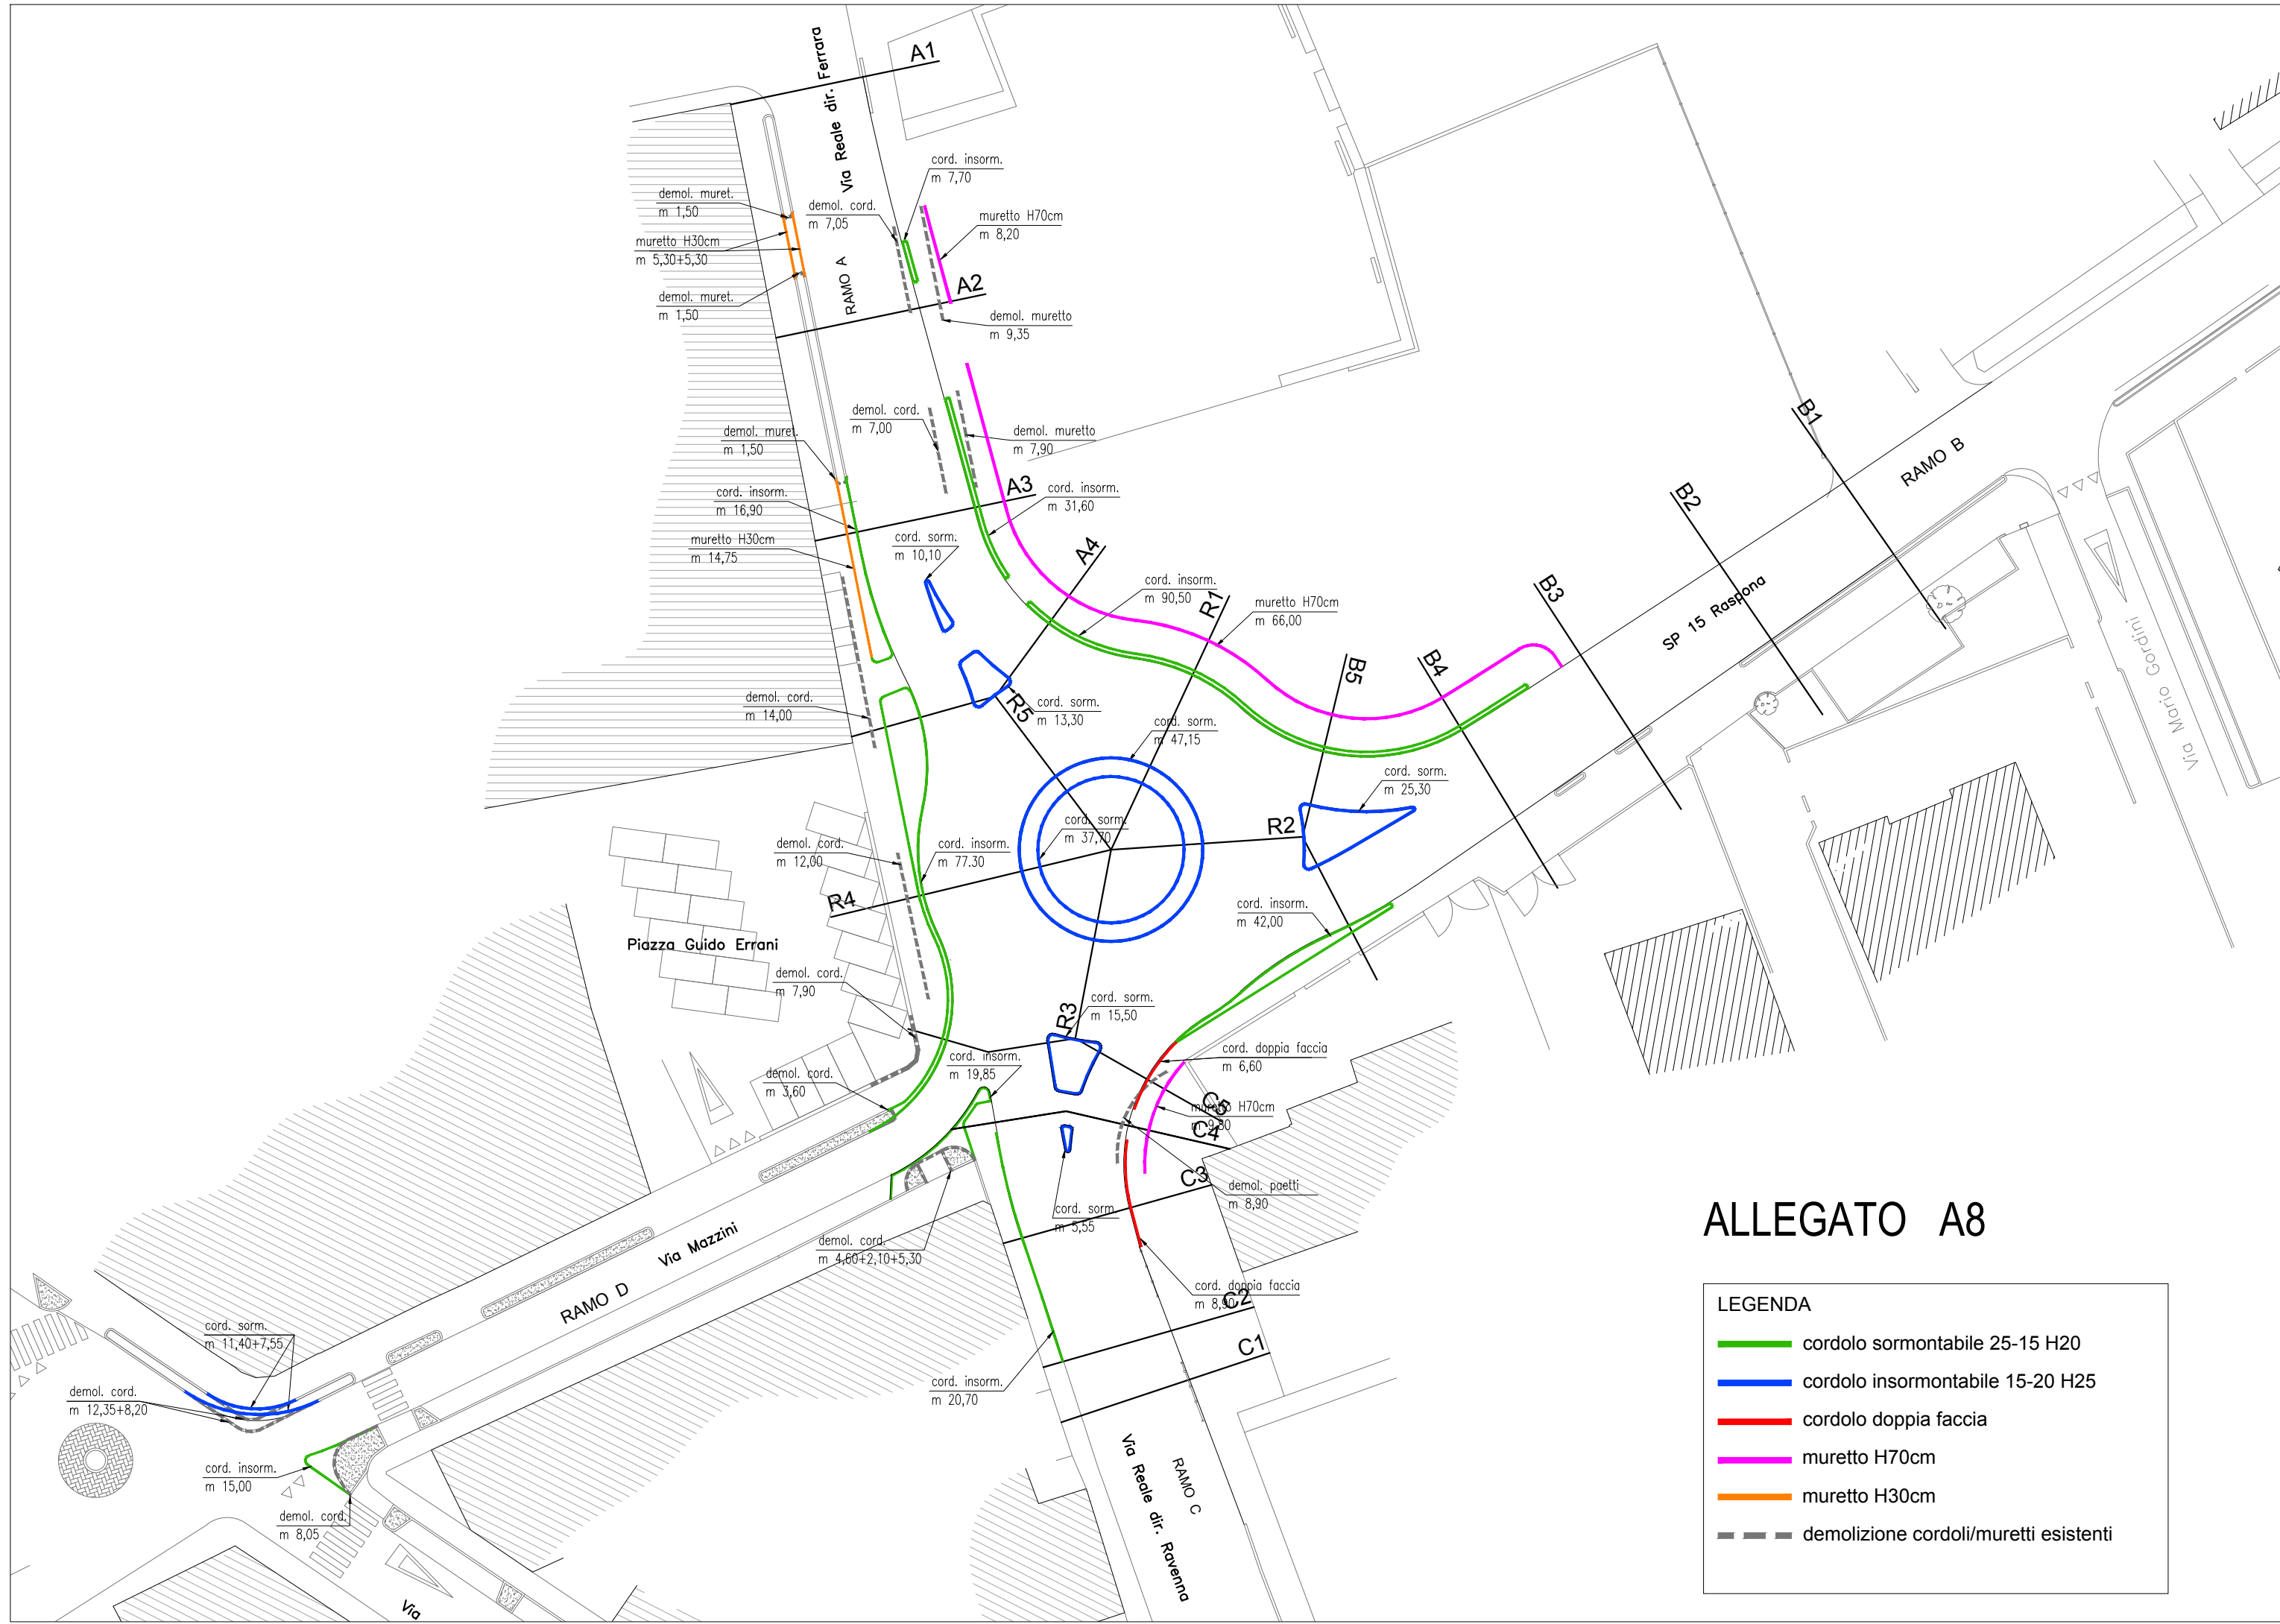 A1
Via Reale dir. Ferrara
cord. insorm.
m 7,70
demol. muret.
m 1,50
demol. cord.
m 7,05
muretto H70cm
m 8,20
muretto H30cm
m 5,30+5,30
RAMO A
A2
demol. muret.
m 1,50
demol. muretto
m 9,35
demol. cord.
m 7,00
demol. muretto
m 7,90
demol. muret.
m 1,50
A3
cord. insorm.
m 31,60
cord. insorm.
m 16,90
muretto H30cm
m 14,75
cord. sorm.
m 10,10
A4
cord. insorm.
m 90,50
R1
muretto H70cm
m 66,00
B1
RAMO B
B2
B3
SP 15 Raspona
Via Mario Gordini
B4
B5
demol. cord.
m 14,00
R5
cord. sorm.
m 13,30
cord. sorm.
m 47,15
cord. sorm.
m 25,30
cord. sorm.
m 37,70
R2
demol. cord.
m 12,00
cord. insorm.
m 77.30
R4
cord. insorm.
m 42,00
Piazza Guido Errani
demol. cord.
m 7,90
R3
cord. sorm.
m 15,50
cord. insorm.
m 19,85
cord. doppia faccia
m 6,60
demol. cord.
m 3,60
C5
muretto H70cm
m 9,80
C4
C3
demol. paetti
m 8,90
cord. sorm.
m 5,55
demol. cord.
m 4,60+2,10+5,30
Via Mazzini
RAMO D
cord. doppia faccia
m 8,90
C2
C1
cord. sorm.
m 11,40+7,55
demol. cord.
m 12,35+8,20
cord. insorm.
m 20,70
cord. insorm.
m 15,00
demol. cord.
m 8,05
Via
Via Reale dir. Ravenna
RAMO C
ALLEGATO A8
LEGENDA
cordolo sormontabile 25-15 H20
cordolo insormontabile 15-20 H25
cordolo doppia faccia
muretto H70cm
muretto H30cm
demolizione cordoli/muretti esistenti